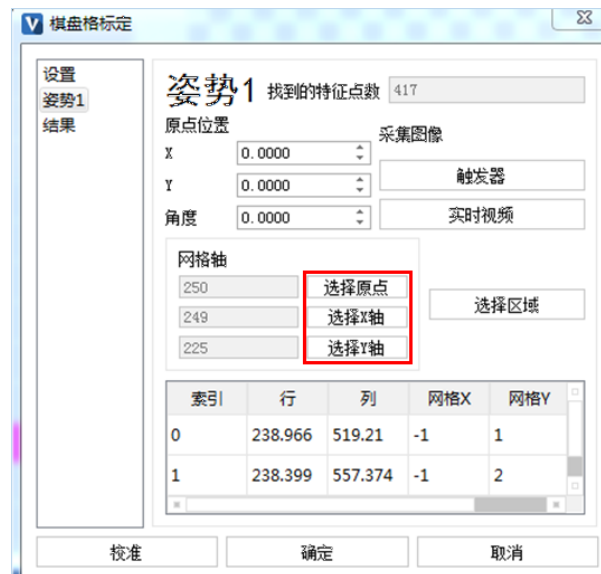 V 棋盘格标定
设置
姿势1
结果
姿势1 找到的特征点数 417
原点位置
采集图像
X 0.0000
触发器
Y 0.0000
实时视频
角度 0.0000
网格轴
250 选择原点
选择区域
249 选择X轴
225 选择Y轴
索引 行 列 网格X 网格Y
0 238.966 519.21 -1 1
1 238.399 557.374 -1 2
校准 确定 取消